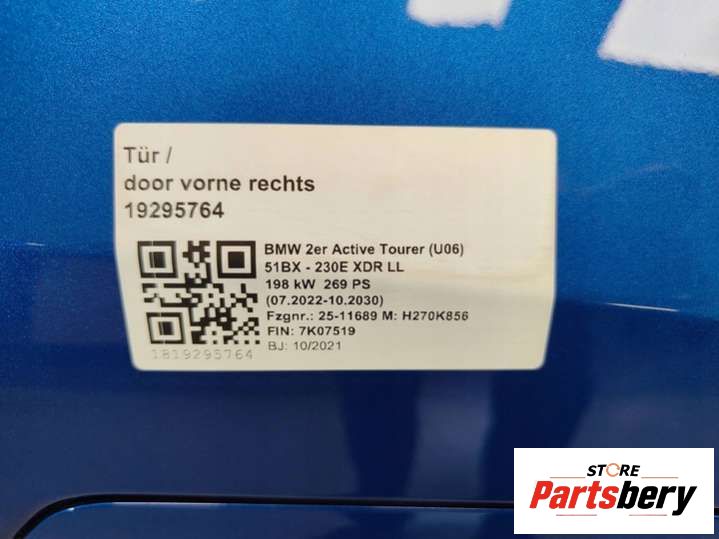 Tür /
door vorne rechts
19295764
BMW 2er Active Tourer (U06)
51BX - 230E XDR LL
198 kW 269 PS
(07.2022-10.2030)
Fzgnr.: 25-11689 M: H270K856
FIN: 7K07519
BJ: 10/2021
1819295764
STORE
Partsbery